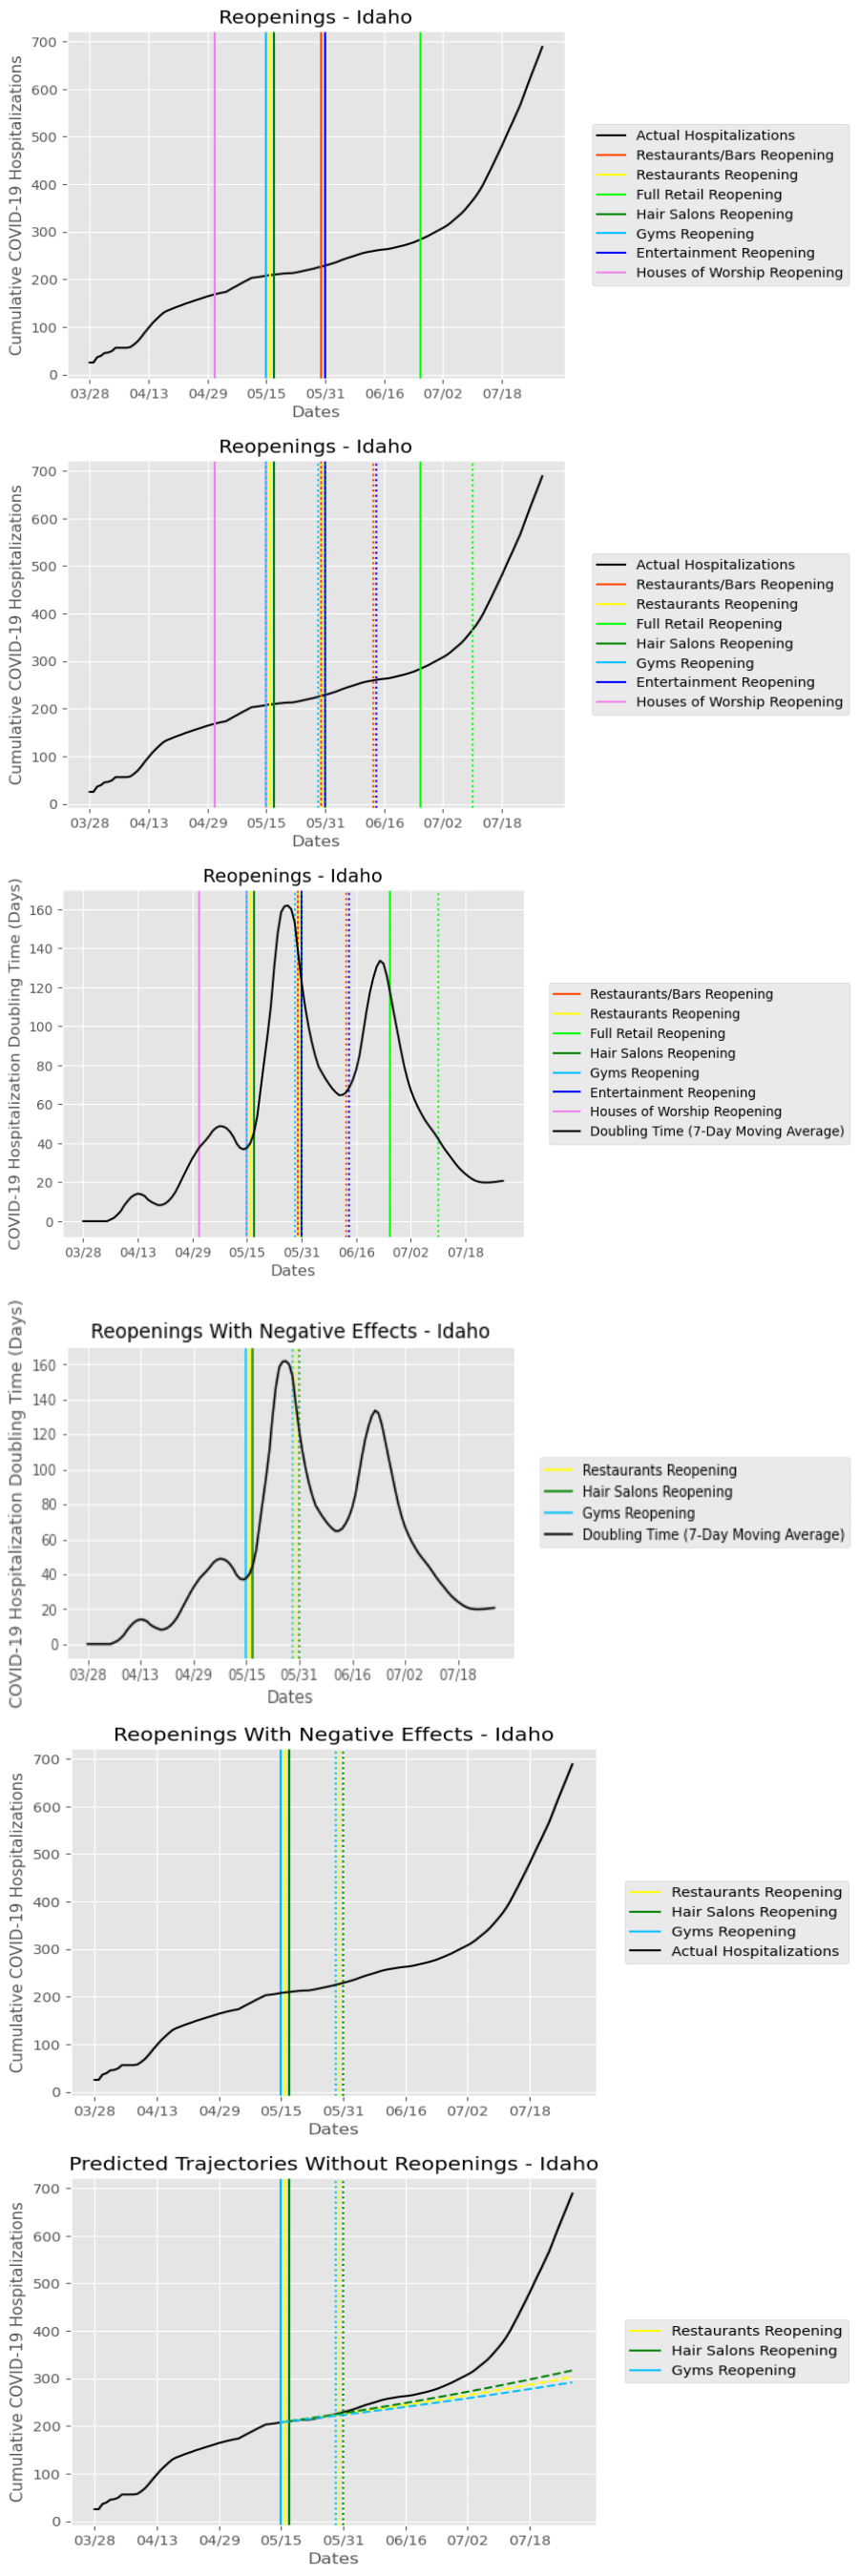 Reopenings - Idaho
Cumulative COVID-19 Hospitalizations
700
600
500
400
300
200
100
0
03/28 04/13 04/29 05/15 05/31 06/16 07/02 07/18
Dates
Actual Hospitalizations
Restaurants/Bars Reopening
Restaurants Reopening
Full Retail Reopening
Hair Salons Reopening
Gyms Reopening
Entertainment Reopening
Houses of Worship Reopening
Reopenings - Idaho
Cumulative COVID-19 Hospitalizations
700
600
500
400
300
200
100
0
03/28 04/13 04/29 05/15 05/31 06/16 07/02 07/18
Dates
Actual Hospitalizations
Restaurants/Bars Reopening
Restaurants Reopening
Full Retail Reopening
Hair Salons Reopening
Gyms Reopening
Entertainment Reopening
Houses of Worship Reopening
Reopenings - Idaho
COVID-19 Hospitalization Doubling Time (Days)
160
140
120
100
80
60
40
20
0
03/28 04/13 04/29 05/15 05/31 06/16 07/02 07/18
Dates
Restaurants/Bars Reopening
Restaurants Reopening
Full Retail Reopening
Hair Salons Reopening
Gyms Reopening
Entertainment Reopening
Houses of Worship Reopening
Doubling Time (7-Day Moving Average)
Reopenings With Negative Effects - Idaho
COVID-19 Hospitalization Doubling Time (Days)
160
140
120
100
80
60
40
20
0
03/28 04/13 04/29 05/15 05/31 06/16 07/02 07/18
Dates
Restaurants Reopening
Hair Salons Reopening
Gyms Reopening
Doubling Time (7-Day Moving Average)
Reopenings With Negative Effects - Idaho
Cumulative COVID-19 Hospitalizations
700
600
500
400
300
200
100
0
03/28 04/13 04/29 05/15 05/31 06/16 07/02 07/18
Dates
Restaurants Reopening
Hair Salons Reopening
Gyms Reopening
Actual Hospitalizations
Predicted Trajectories Without Reopenings - Idaho
Cumulative COVID-19 Hospitalizations
700
600
500
400
300
200
100
0
03/28 04/13 04/29 05/15 05/31 06/16 07/02 07/18
Dates
Restaurants Reopening
Hair Salons Reopening
Gyms Reopening